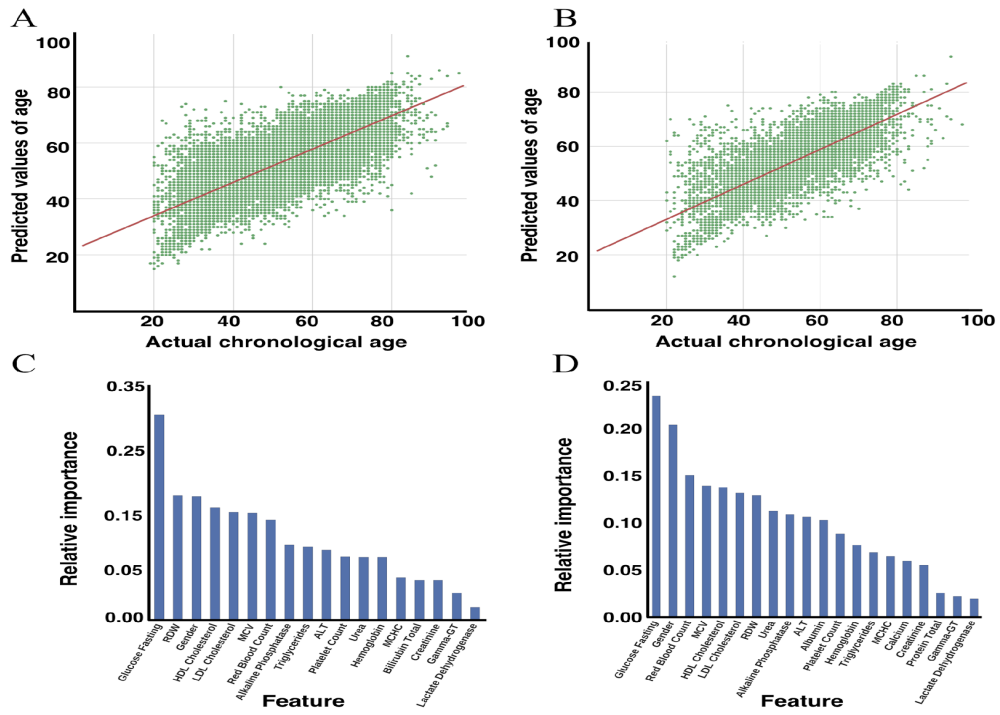 A
Predicted values of age
100
80
60
40
20
20 40 60 80 100
Actual chronological age
B
Predicted values of age
100
80
60
40
20
20 40 60 80 100
Actual chronological age
C
Relative importance
0.35
0.25
0.15
0.05
0.00
Glucose Fasting
RDW
Gender
HDL Cholesterol
LDL Cholesterol
MCV
Red Blood Count
Alkaline Phosphatase
Triglycerides
ALT
Platelet Count
Urea
Hemoglobin
MCHC
Bilirubin Total
Creatinine
Gamma-GT
Lactate Dehydrogenase
Feature
D
Relative importance
0.25
0.20
0.15
0.10
0.05
0.00
Glucose Fasting
Gender
Red Blood Count
MCV
HDL Cholesterol
LDL Cholesterol
RDW
Urea
Alkaline Phosphatase
ALT
Albumin
Platelet Count
Hemoglobin
Triglycerides
MCHC
Calcium
Creatinine
Protein Total
Gamma-GT
Lactate Dehydrogenase
Feature